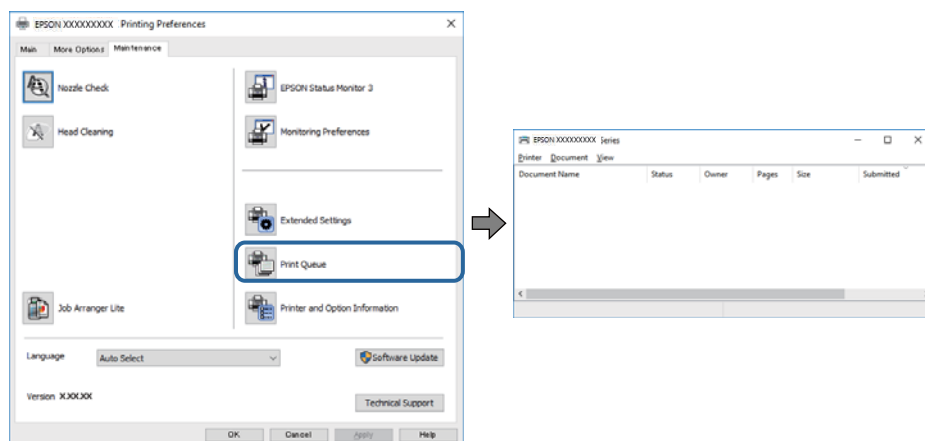 EPSON XXXXXXXXX Printing Preferences
Main More Options Maintenance
Nozzle Check
Head Cleaning
Job Arranger Lite
EPSON Status Monitor 3
Monitoring Preferences
Extended Settings
Print Queue
Printer and Option Information
Language Auto Select
Software Update
Version X.XX.XX
Technical Support
OK Cancel Apply Help
EPSON XXXXXXXXX Series
Printer Document View
Document Name Status Owner Pages Size Submitted